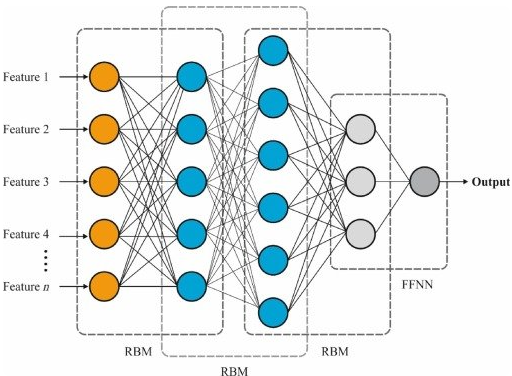 Feature 1
Feature 2
Feature 3
Feature 4
Feature n
Output
FFNN
RBM
RBM
RBM